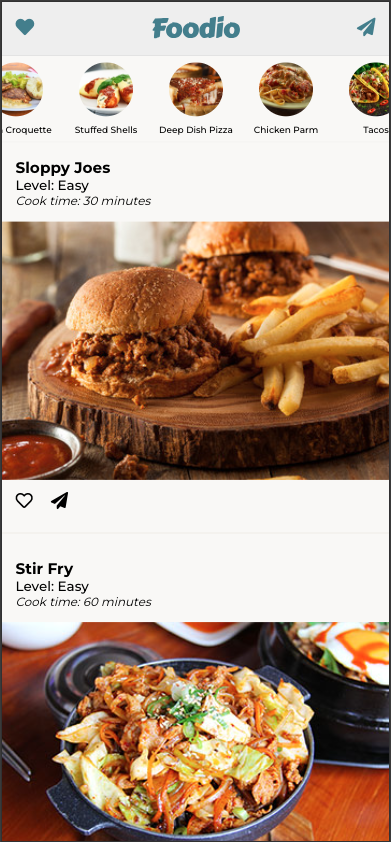 Foodio
Croquette
Stuffed Shells
Deep Dish Pizza
Chicken Parm
Tacos
Sloppy Joes
Level: Easy
Cook time: 30 minutes
Stir Fry
Level: Easy
Cook time: 60 minutes